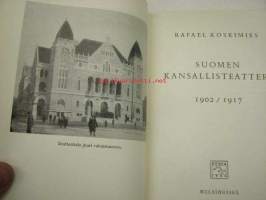 RAFAEL KOSKIMIES
SUOMEN
KANSALLISTEATTERI
1902 / 1917
HELSINGISSÄ